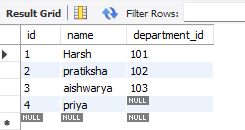 Result Grid Filter Rows:
id name department_id
1 Harsh 101
2 pratiksha 102
3 aishwarya 103
4 priya NULL
NULL NULL NULL